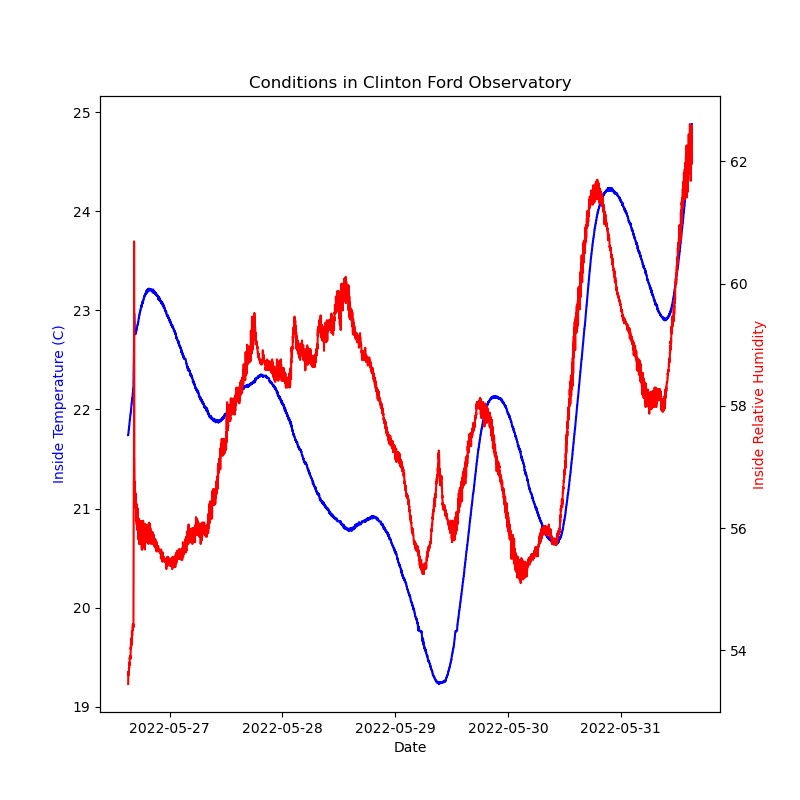 Conditions in Clinton Ford Observatory
25
24
23
22
21
20
19
Inside Temperature (C)
62
60
58
56
54
Inside Relative Humidity
2022-05-27 2022-05-28 2022-05-29 2022-05-30 2022-05-31
Date